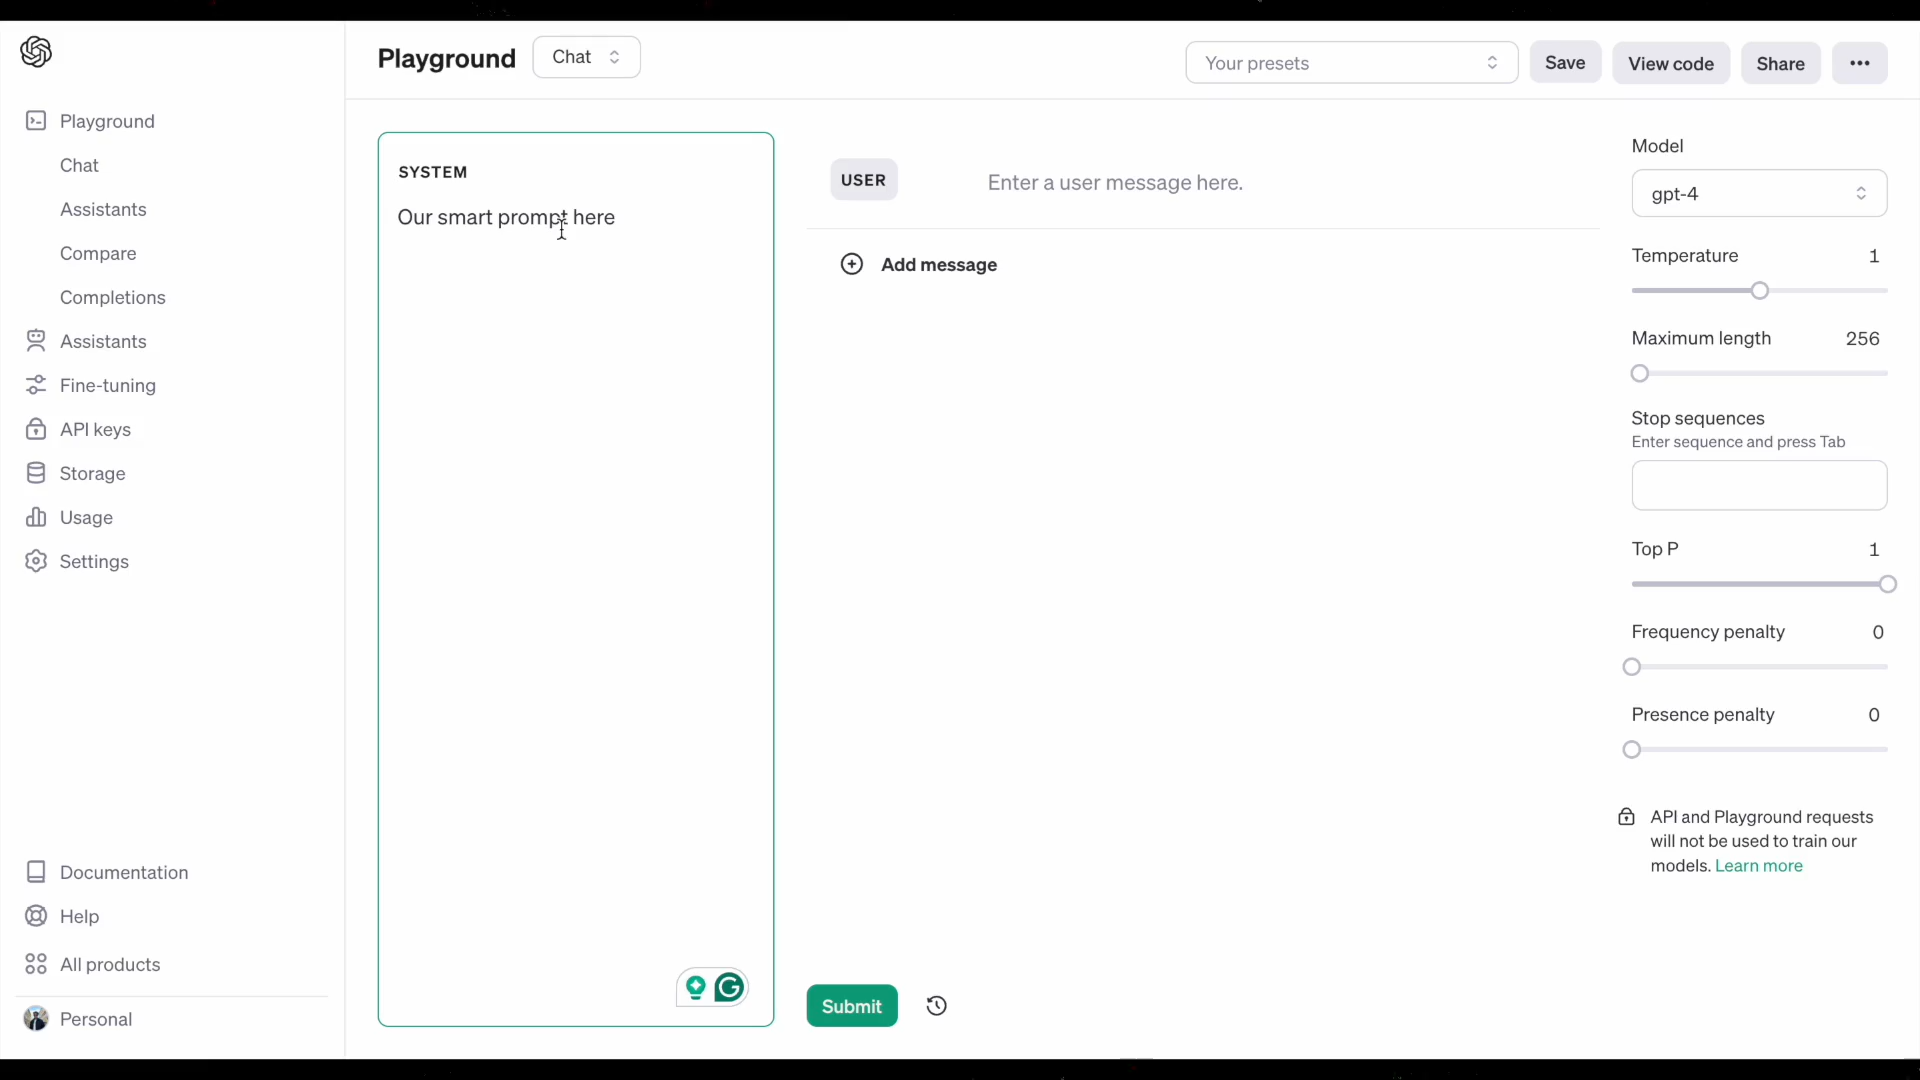 Playground
Chat
Your presets
Save
View code
Share
Playground
Chat
Assistants
Compare
Completions
Assistants
Fine-tuning
API keys
Storage
Usage
Settings
Documentation
Help
All products
Personal
SYSTEM
Our smart prompt here
USER
Enter a user message here.
Add message
Submit
Model
gpt-4
Temperature 1
Maximum length 256
Stop sequences
Enter sequence and press Tab
Top P 1
Frequency penalty 0
Presence penalty 0
API and Playground requests
will not be used to train our
models. Learn more